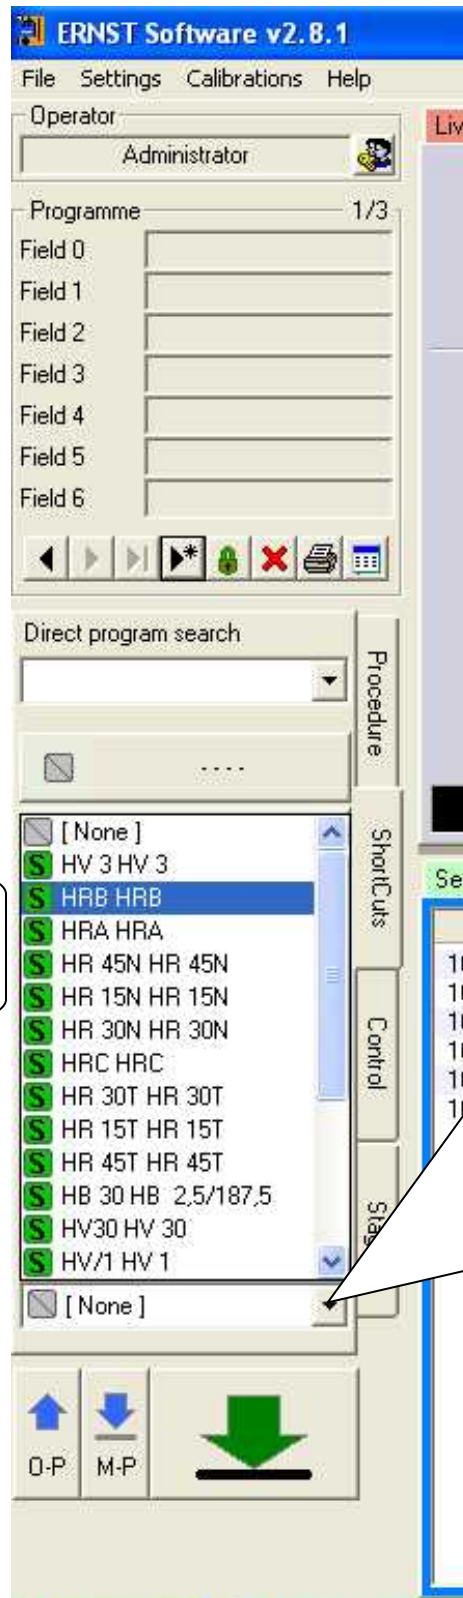 ERNST Software v2.8.1
File Settings Calibrations Help
Operator
Administrator
Programme 1/3
Field 0
Field 1
Field 2
Field 3
Field 4
Field 5
Field 6
Direct program search
----
[ None ]
HV 3 HV 3
HRB HRB
HRA HRA
HR 45N HR 45N
HR 15N HR 15N
HR 30N HR 30N
HRC HRC
HR 30T HR 30T
HR 15T HR 15T
HR 45T HR 45T
HB 30 HB 2,5/187,5
HV30 HV 30
HV/1 HV 1
[ None ]
Procedure
ShortCuts
Control
O-P M-P
Liv
Se